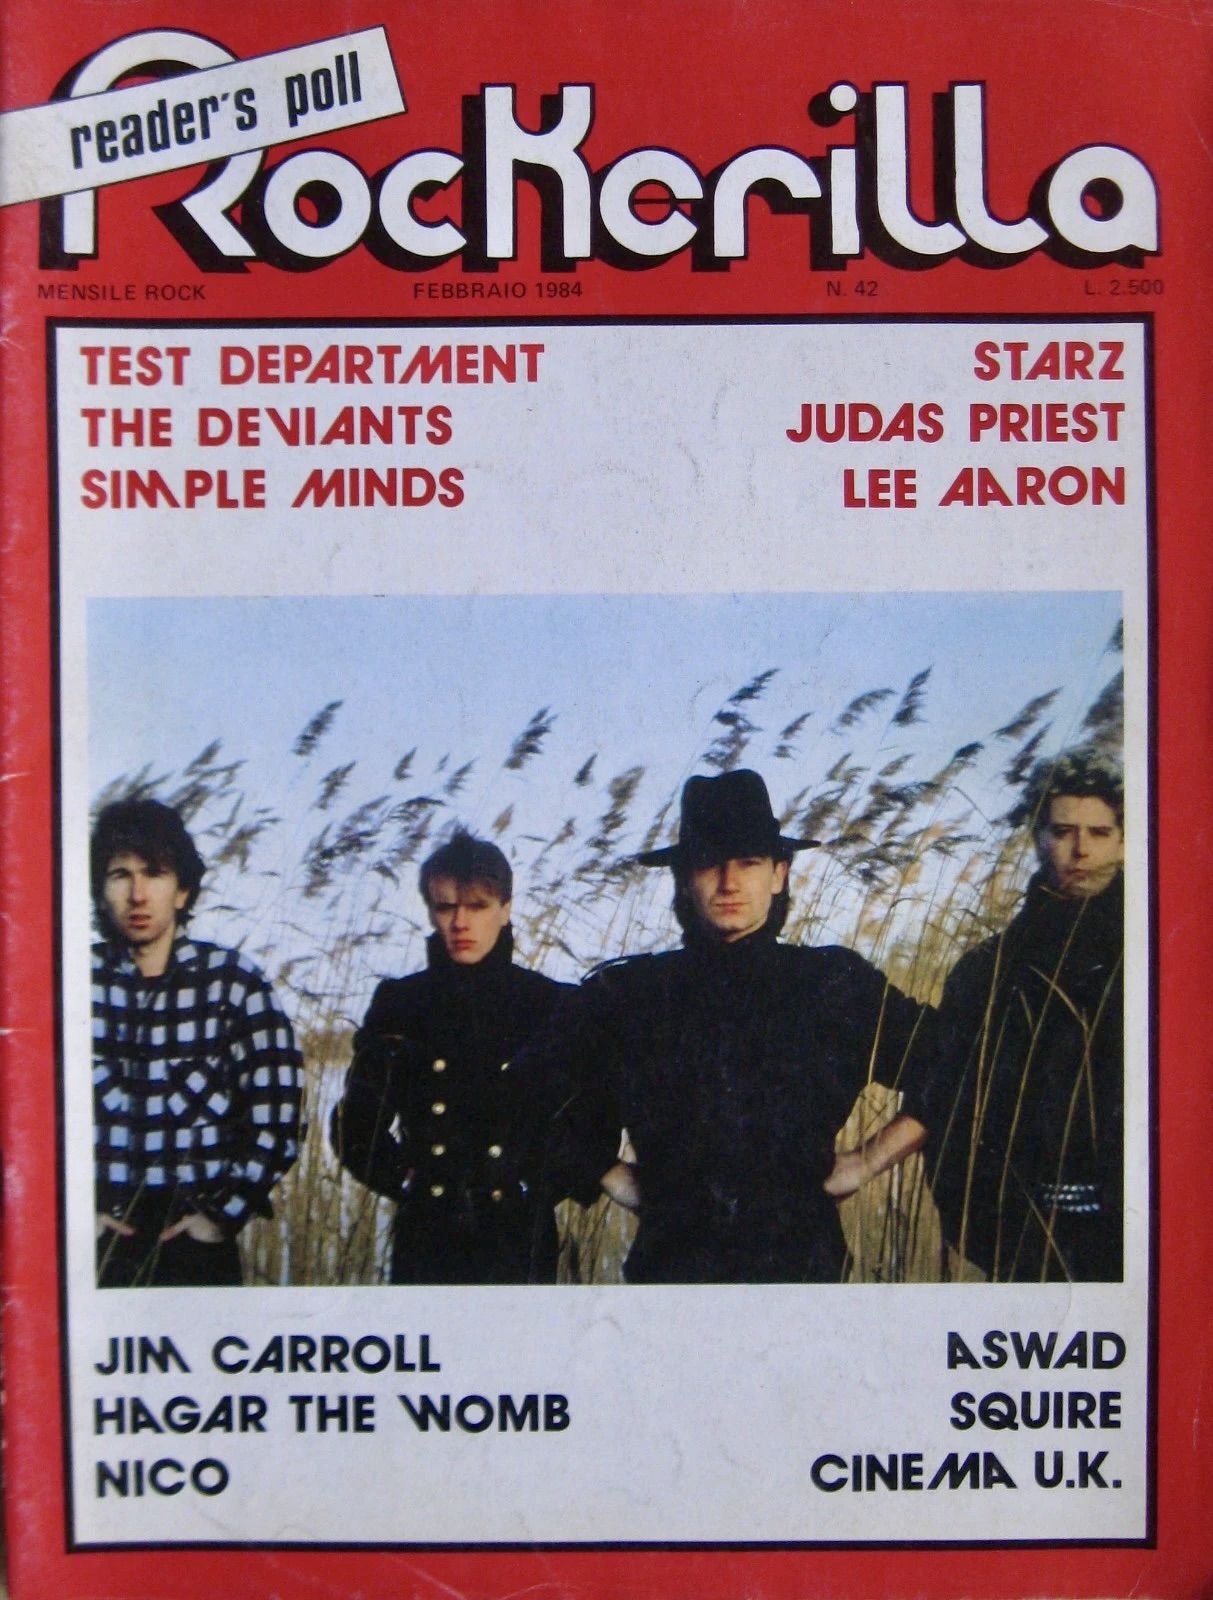 reader's poll
Rockerilla
MENSILE ROCK FEBBRAIO 1984 N. 42 L. 2.500
TEST DEPARTMENT
THE DEVIANTS
SIMPLE MINDS
STARZ
JUDAS PRIEST
LEE AARON
JIM CARROLL
HAGAR THE WOMB
NICO
ASWAD
SQUIRE
CINEMA U.K.